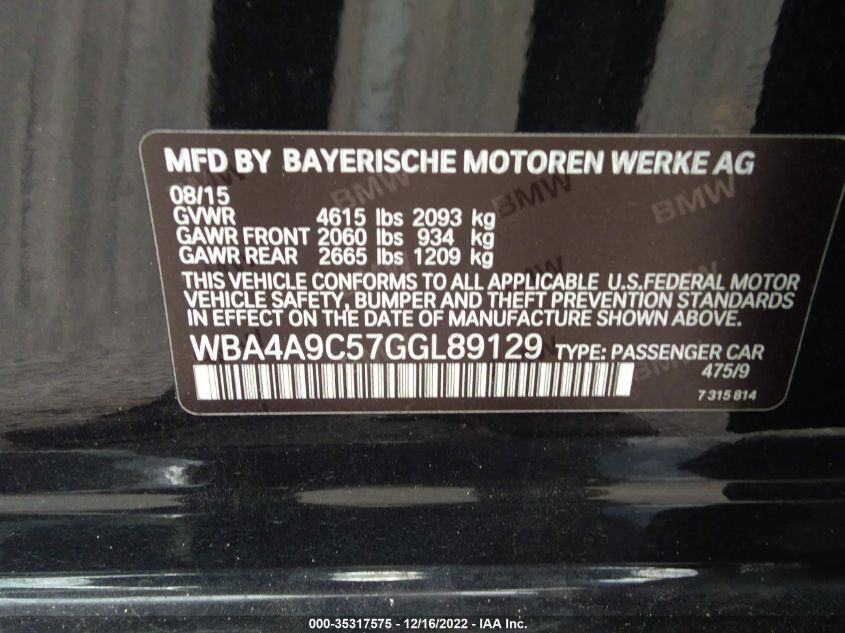 MFD BY BAYERISCHE MOTOREN WERKE AG
08/15
GVWR 4615 lbs 2093 kg
GAWR FRONT 2060 lbs 934 kg
GAWR REAR 2665 lbs 1209 kg
THIS VEHICLE CONFORMS TO ALL APPLICABLE U.S.FEDERAL MOTOR
VEHICLE SAFETY, BUMPER AND THEFT PREVENTION STANDARDS
IN EFFECT ON THE DATE OF MANUFACTURE SHOWN ABOVE.
WBA4A9C57GGL89129 TYPE: PASSENGER CAR
475/9
7 315 814
BMW
BMW
BMW
000-35317575 - 12/16/2022 - IAA Inc.